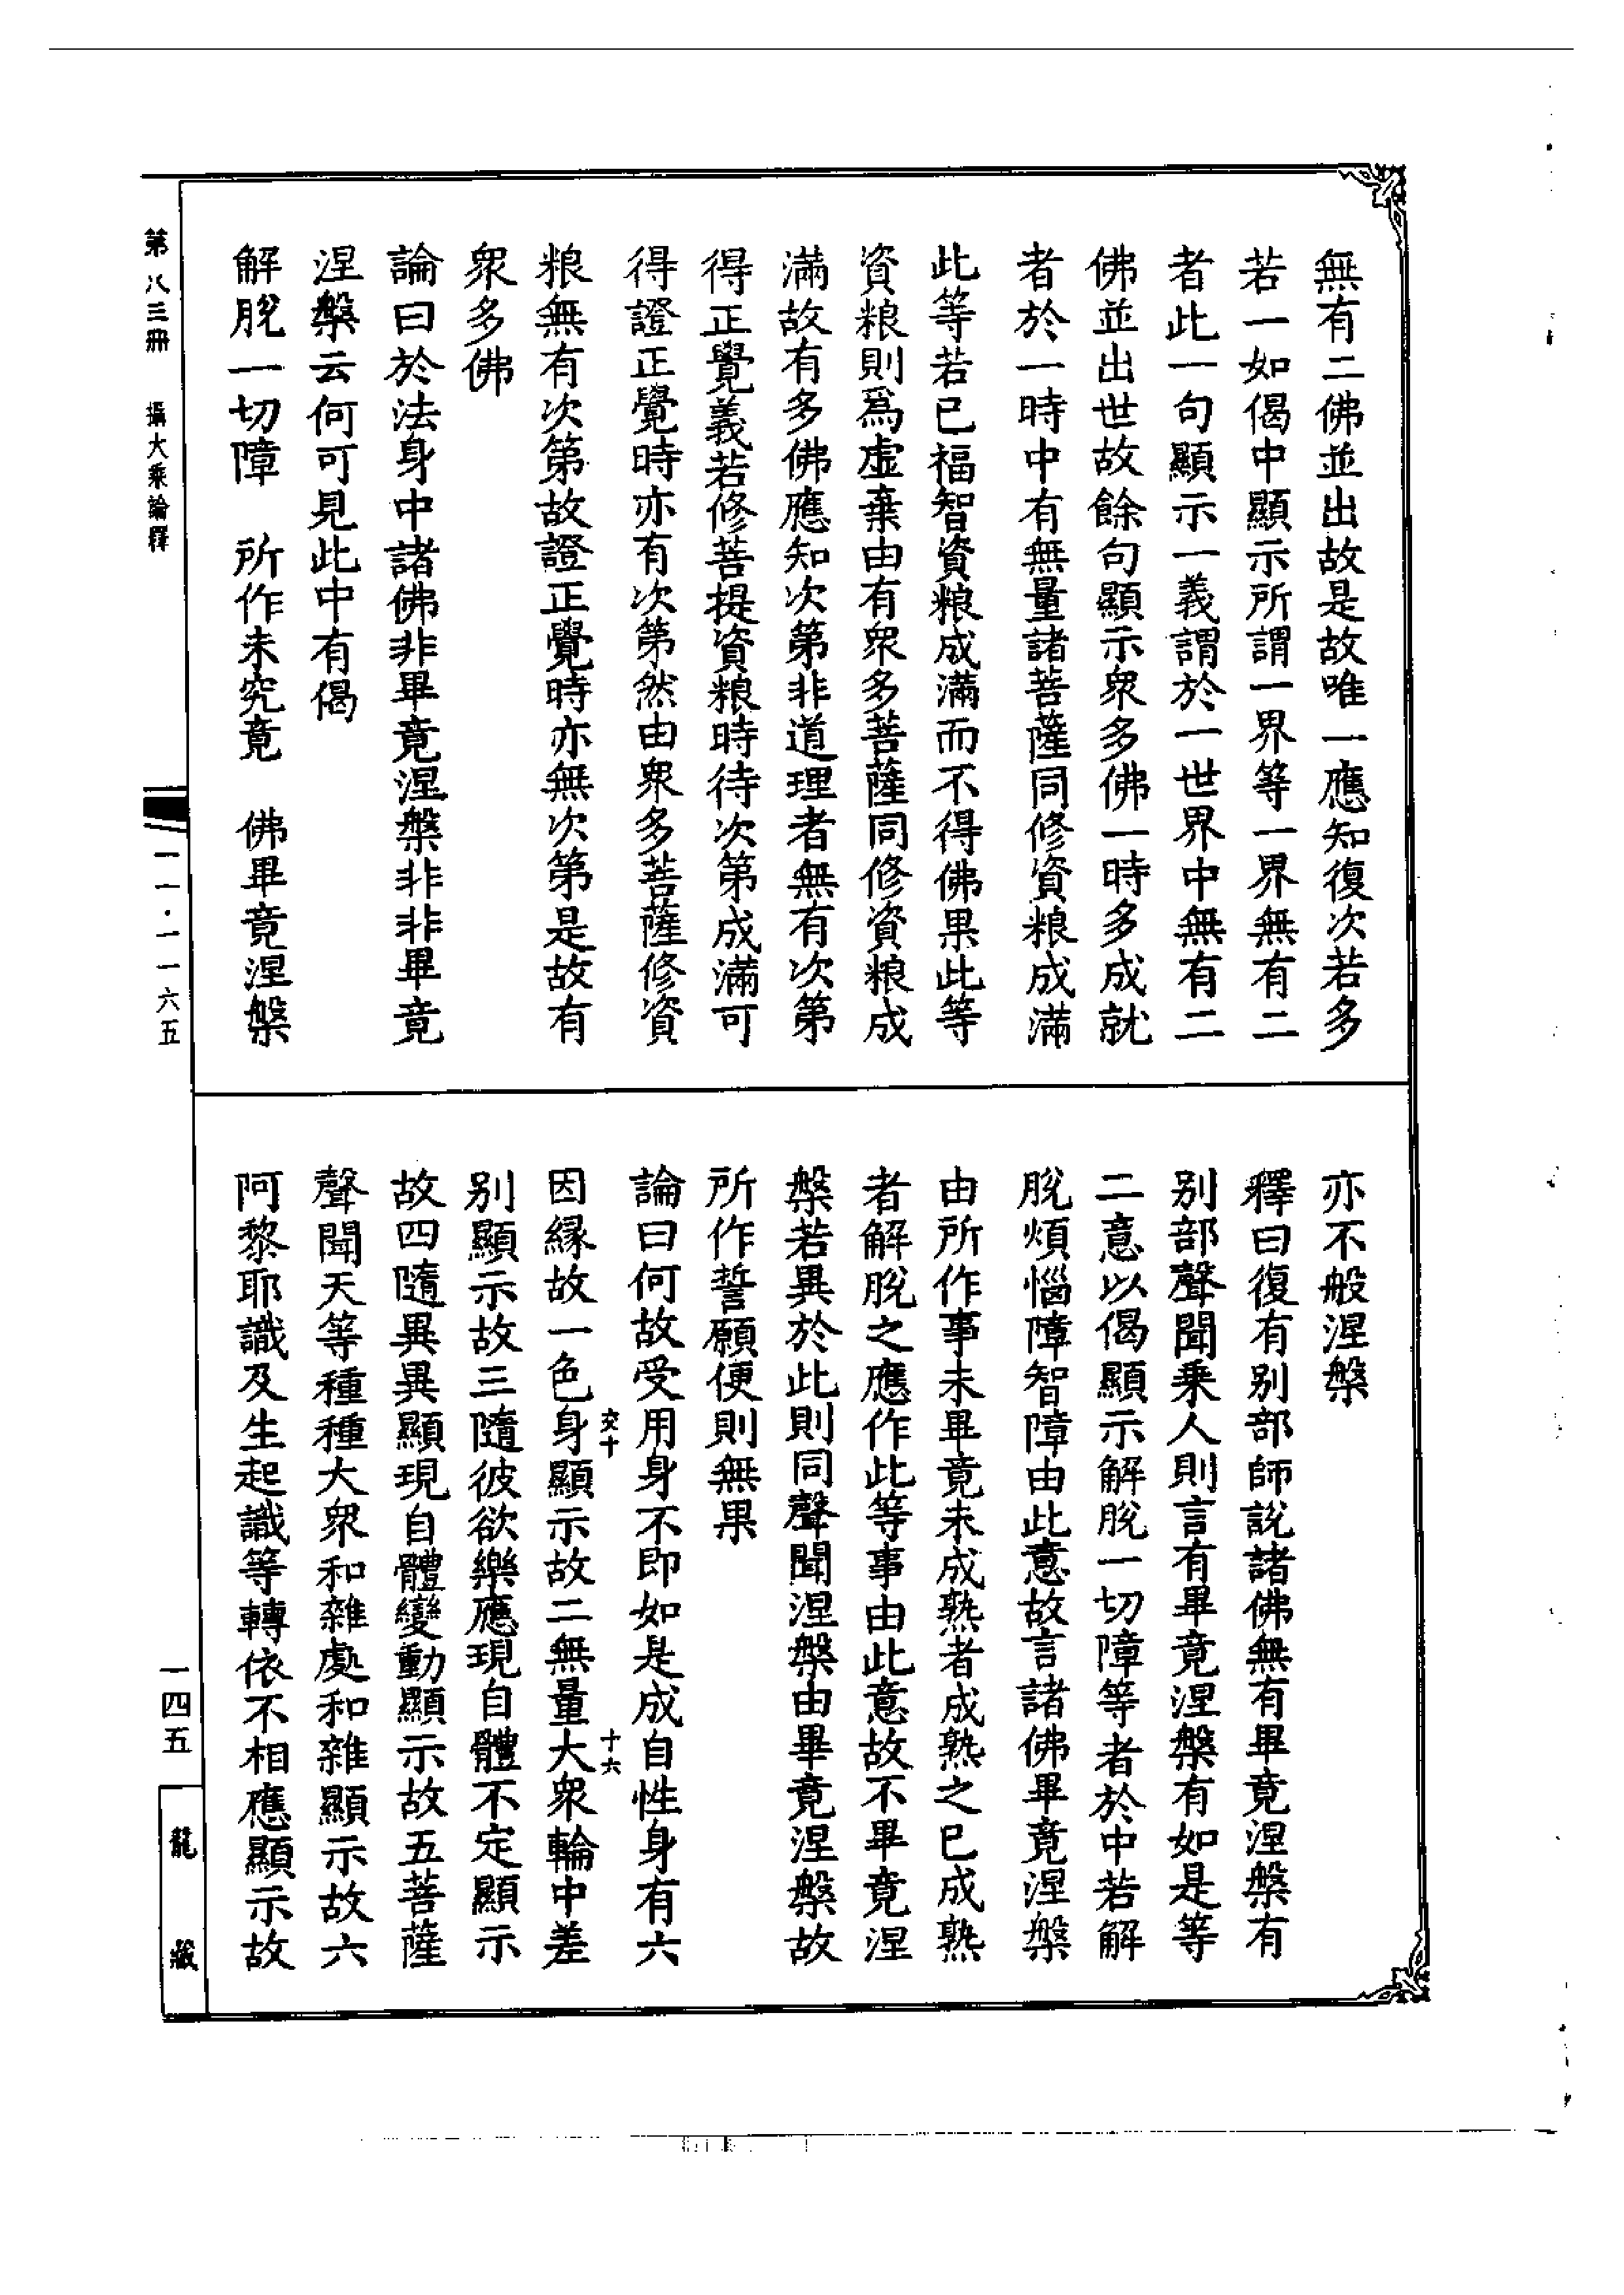 無有二佛並出故是故唯一應知復次若多
若一如偈中顯示所謂一界等一界無有二
者此一句顯示一義謂於一世界中無有二
佛並出世故餘句顯示衆多佛一時多成就
者於一時中有無量諸菩薩同修資粮成滿
此等若已福智資粮成滿而不得佛果此等
資粮則爲虛棄由有衆多菩薩同修資粮成
滿故有多佛應知次第非道理者無有次第
得正覺義若修菩提資粮時待次第成滿可
得證正覺時亦有次第然由衆多菩薩修資
粮無有次第故證正覺時亦無次第是故有
衆多佛
論曰於法身中諸佛非畢竟涅槃非非畢竟
涅槃云何可見此中有偈
解脫一切障　所作未究竟　佛畢竟涅槃
亦不般涅槃
釋曰復有別部師說諸佛無有畢竟涅槃有
別部聲聞乗人則言有畢竟涅槃有如是等
二意以偈顯示解脫一切障等者於中若解
脫煩惱障智障由此意故言諸佛畢竟涅槃
由所作事未畢竟未成熟者成熟之已成熟
者解脫之應作此等事由此意故不畢竟涅
槃若異於此則同聲聞涅槃由畢竟涅槃故
所作誓願便則無果
論曰何故受用身不即如是成自性身有六
交十
十六
因縁故一色身顯示故二無量大衆輪中差
別顯示故三隨彼欲樂應現自體不定顯示
故四隨異異顯現自體變動顯示故五菩薩
聲聞天等種種大衆和雜處和雜顯示故六
阿黎耶識及生起識等轉依不相應顯示故
第八三冊　攝大乘論釋
一一·一一六五
一四五
龍藏